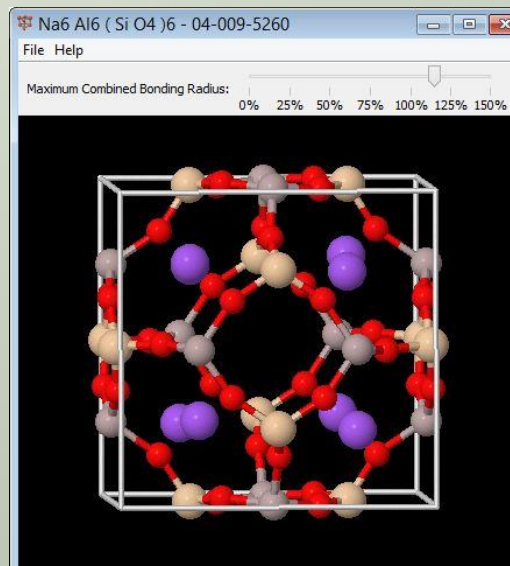 Na6 Al6 ( Si O4 )6 - 04-009-5260
File Help
Maximum Combined Bonding Radius:
0% 25% 50% 75% 100% 125% 150%